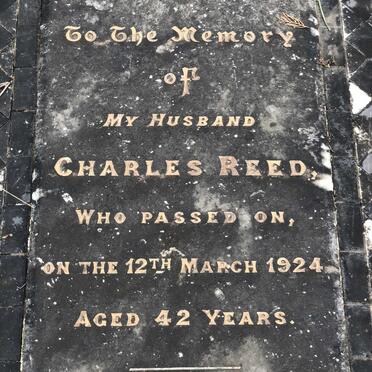 To The Memory
of
My Husband
Charles Reed,
Who passed on,
on the 12th March 1924
Aged 42 Years.